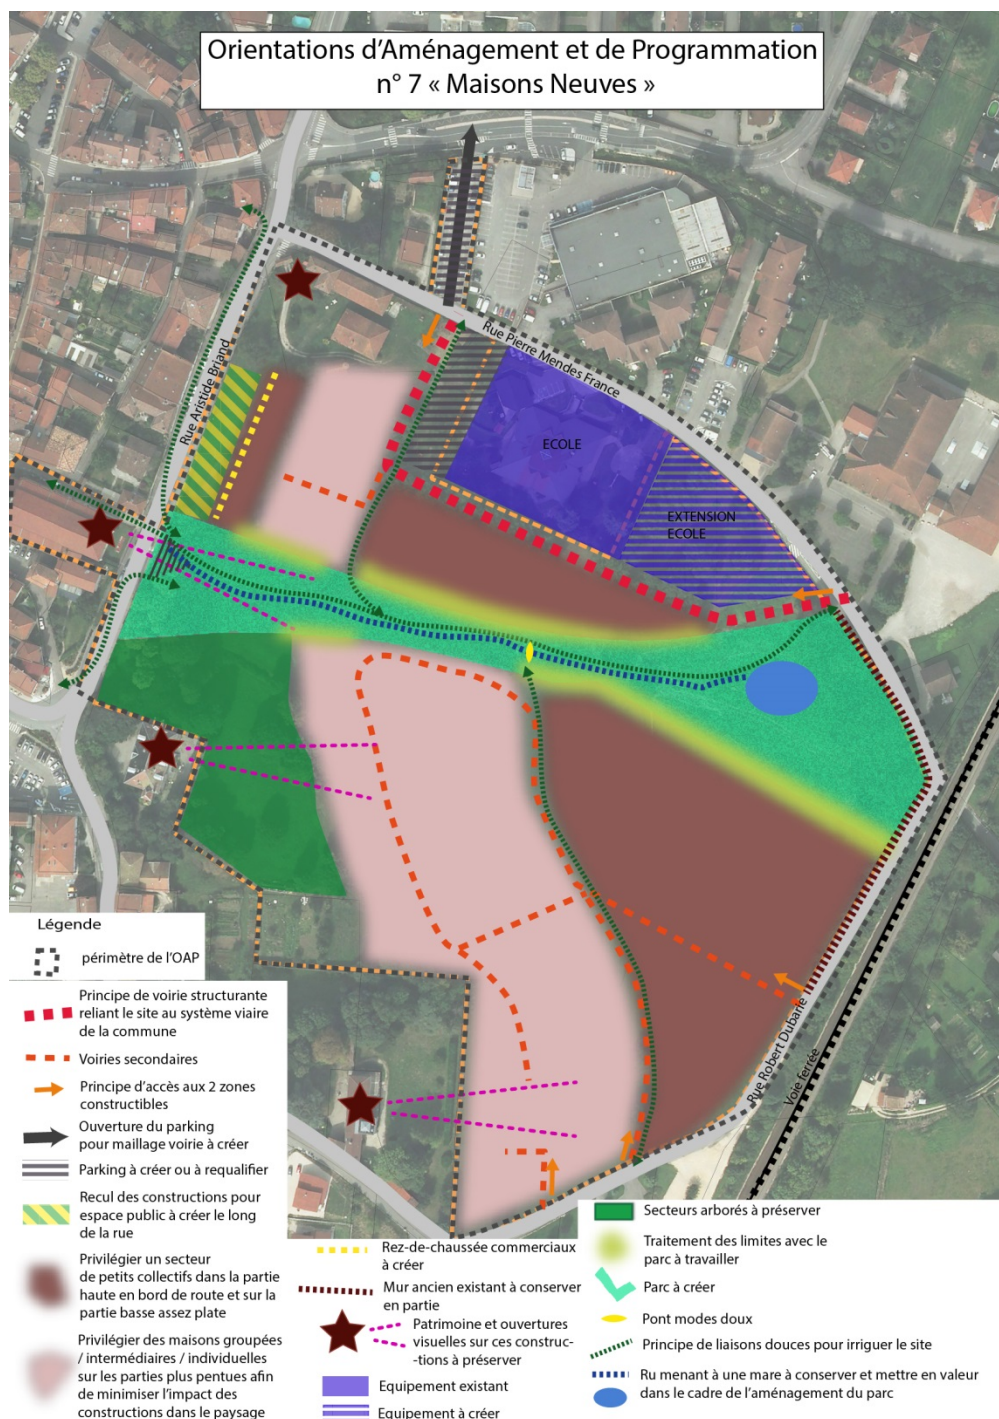 Orientations d’Aménagement et de Programmation
n° 7 « Maisons Neuves »
Rue Pierre Mendes France
Rue Aristide Briand
ECOLE
EXTENSION
ECOLE
Rue Robert Dubarle
Voie ferrée
Légende
périmètre de l’OAP
Principe de voirie structurante
reliant le site au système viaire
de la commune
Voiries secondaires
Principe d’accès aux 2 zones
constructibles
Ouverture du parking
pour maillage voirie à créer
Parking à créer ou à requalifier
Recul des constructions pour
espace public à créer le long
de la rue
Privilégier un secteur
de petits collectifs dans la partie
haute en bord de route et sur la
partie basse assez plate
Privilégier des maisons groupées
/ intermédiaires / individuelles
sur les parties plus pentues afin
de minimiser l’impact des
constructions dans le paysage
Rez-de-chaussée commerciaux
à créer
Mur ancien existant à conserver
en partie
Patrimoine et ouvertures
visuelles sur ces construc-
-tions à préserver
Equipement existant
Equipement à créer
Secteurs arborés à préserver
Traitement des limites avec le
parc à travailler
Parc à créer
Pont modes doux
Principe de liaisons douces pour irriguer le site
Ru menant à une mare à conserver et mettre en valeur
dans le cadre de l’aménagement du parc